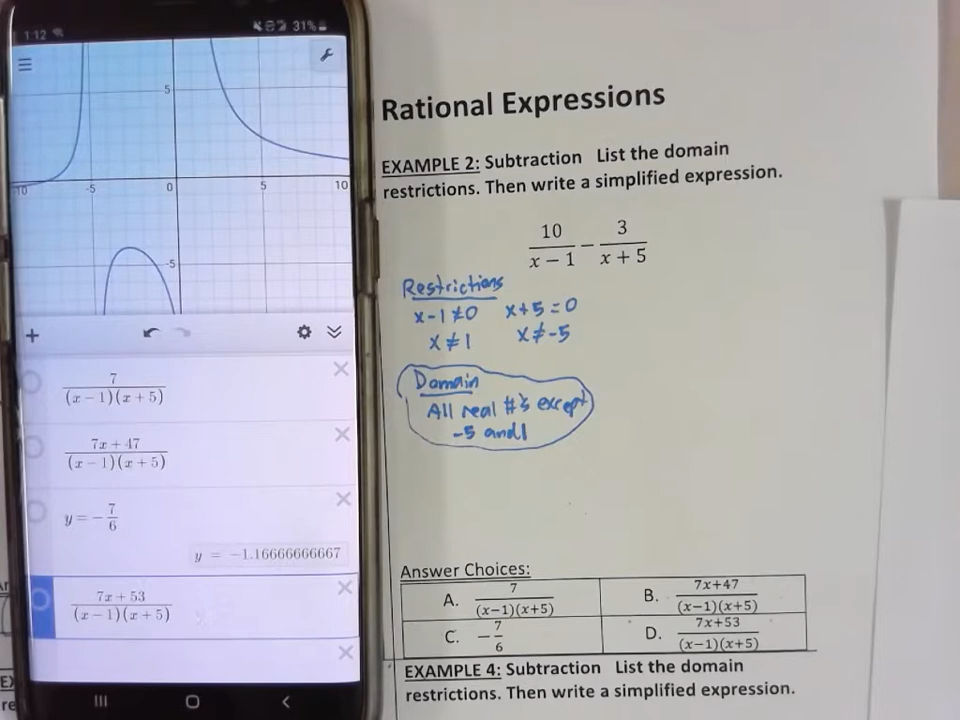 1:12
31%
5
-10 -5 0 5 10
-5
7/((x − 1)(x + 5))
(7x + 47)/((x − 1)(x + 5))
y = −7/6
y = −1.16666666667
(7x + 53)/((x − 1)(x + 5))
Rational Expressions
EXAMPLE 2: Subtraction List the domain
restrictions. Then write a simplified expression.
10/(x − 1) − 3/(x + 5)
Restrictions
x-1≠0 x+5=0
x≠1 x≠-5
Domain
All real #'s except
-5 and 1
Answer Choices:
A. 7/((x−1)(x+5)) B. (7x+47)/((x−1)(x+5))
C. −7/6 D. (7x+53)/((x−1)(x+5))
EXAMPLE 4: Subtraction List the domain
restrictions. Then write a simplified expression.